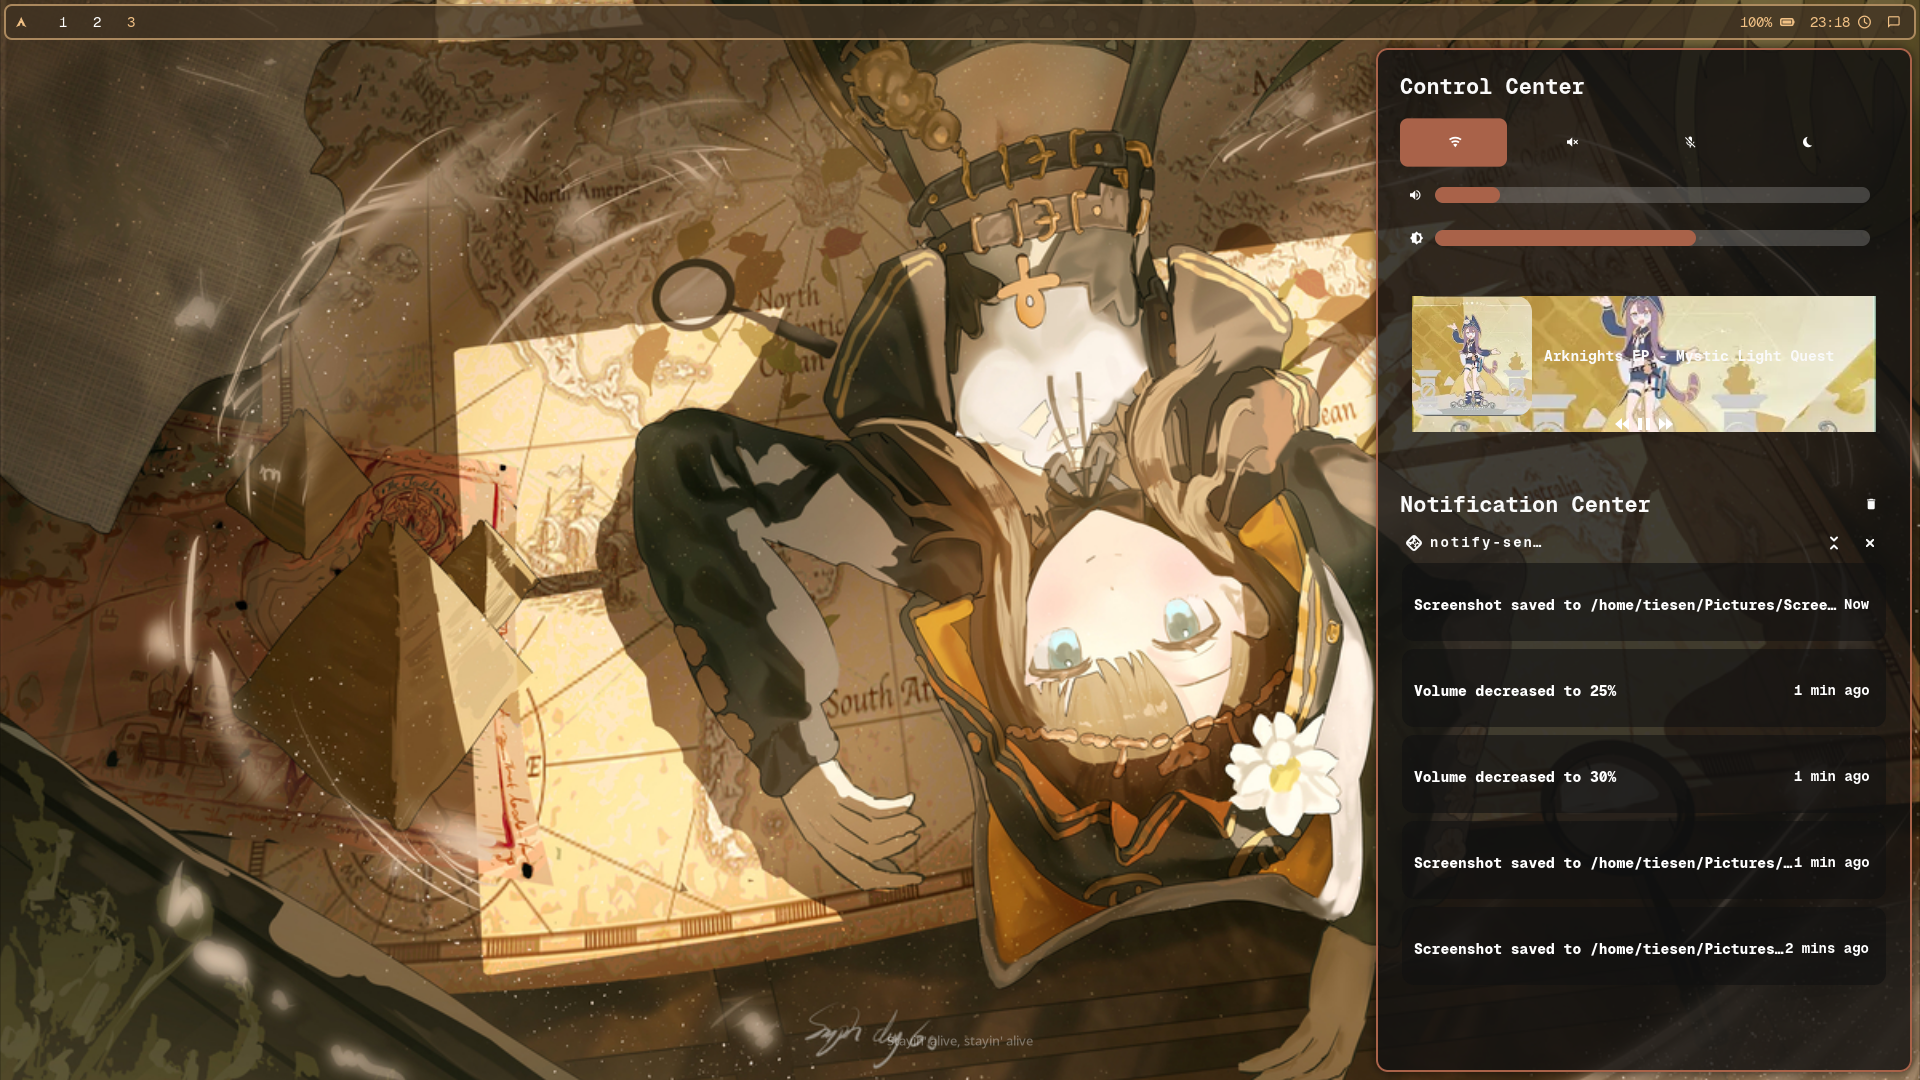 1 2 3
100% 23:18
Control Center
Arknights EP - Mystic Light Quest
Notification Center
notify-sen…
Screenshot saved to /home/tiesen/Pictures/Scree… Now
Volume decreased to 25% 1 min ago
Volume decreased to 30% 1 min ago
Screenshot saved to /home/tiesen/Pictures/… 1 min ago
Screenshot saved to /home/tiesen/Pictures… 2 mins ago
North America
North
Ocean
South At
Stayin' alive, stayin' alive